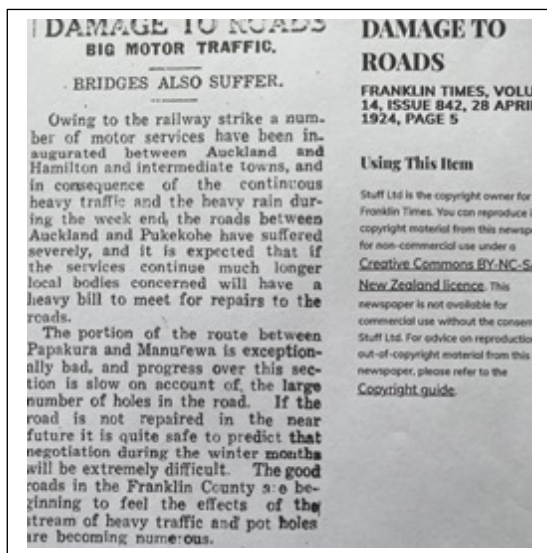 DAMAGE TO ROADS
BIG MOTOR TRAFFIC.
BRIDGES ALSO SUFFER.
Owing to the railway strike a num-
ber of motor services have been in-
augurated between Auckland and
Hamilton and intermediate towns, and
in consequence of the continuous
heavy traffic and the heavy rain dur-
ing the week end, the roads between
Auckland and Pukekohe have suffered
severely, and it is expected that if
the services continue much longer
local bodies concerned will have a
heavy bill to meet for repairs to the
roads.
The portion of the route between
Papakura and Manurewa is exception-
ally bad, and progress over this sec-
tion is slow on account of, the large
number of holes in the road. If the
road is not repaired in the near
future it is quite safe to predict that
negotiation during the winter months
will be extremely difficult. The good
roads in the Franklin County are be-
ginning to feel the effects of the
stream of heavy traffic and pot holes
are becoming numerous.
DAMAGE TO
ROADS
FRANKLIN TIMES, VOLU
14, ISSUE 842, 28 APRI
1924, PAGE 5
Using This Item
Stuff Ltd is the copyright owner for
Franklin Times. You can reproduce i
copyright material from this newsp
for non-commercial use under a
Creative Commons BY-NC-S
New Zealand licence. This
newspaper is not available for
commercial use without the consen
Stuff Ltd. For advice on reproductio
out-of-copyright material from this
newspaper, please refer to the
Copyright guide.